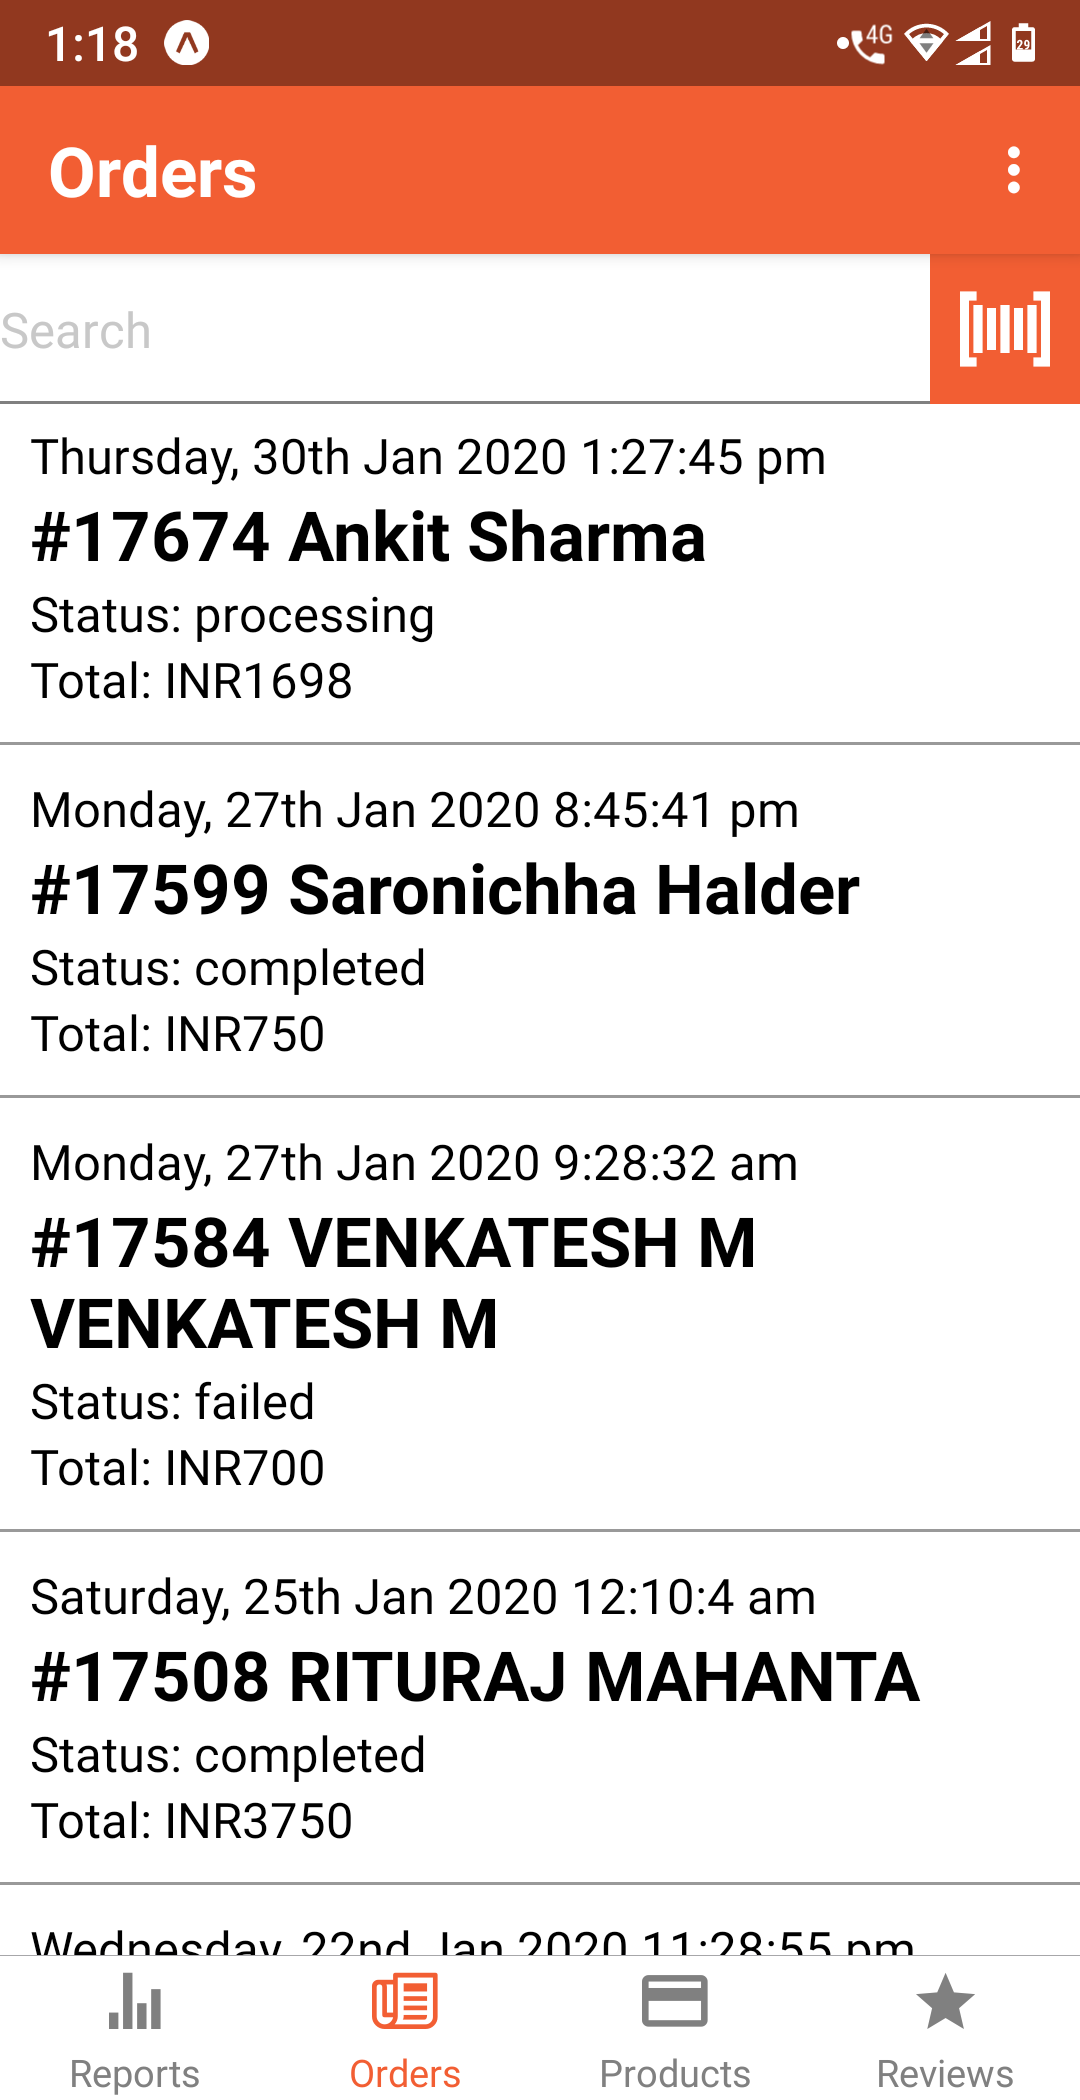 1:18
4G
29
Orders
Search
Thursday, 30th Jan 2020 1:27:45 pm
#17674 Ankit Sharma
Status: processing
Total: INR1698
Monday, 27th Jan 2020 8:45:41 pm
#17599 Saronichha Halder
Status: completed
Total: INR750
Monday, 27th Jan 2020 9:28:32 am
#17584 VENKATESH M
VENKATESH M
Status: failed
Total: INR700
Saturday, 25th Jan 2020 12:10:4 am
#17508 RITURAJ MAHANTA
Status: completed
Total: INR3750
Wednesday, 22nd Jan 2020 11:28:55 pm
Reports
Orders
Products
Reviews